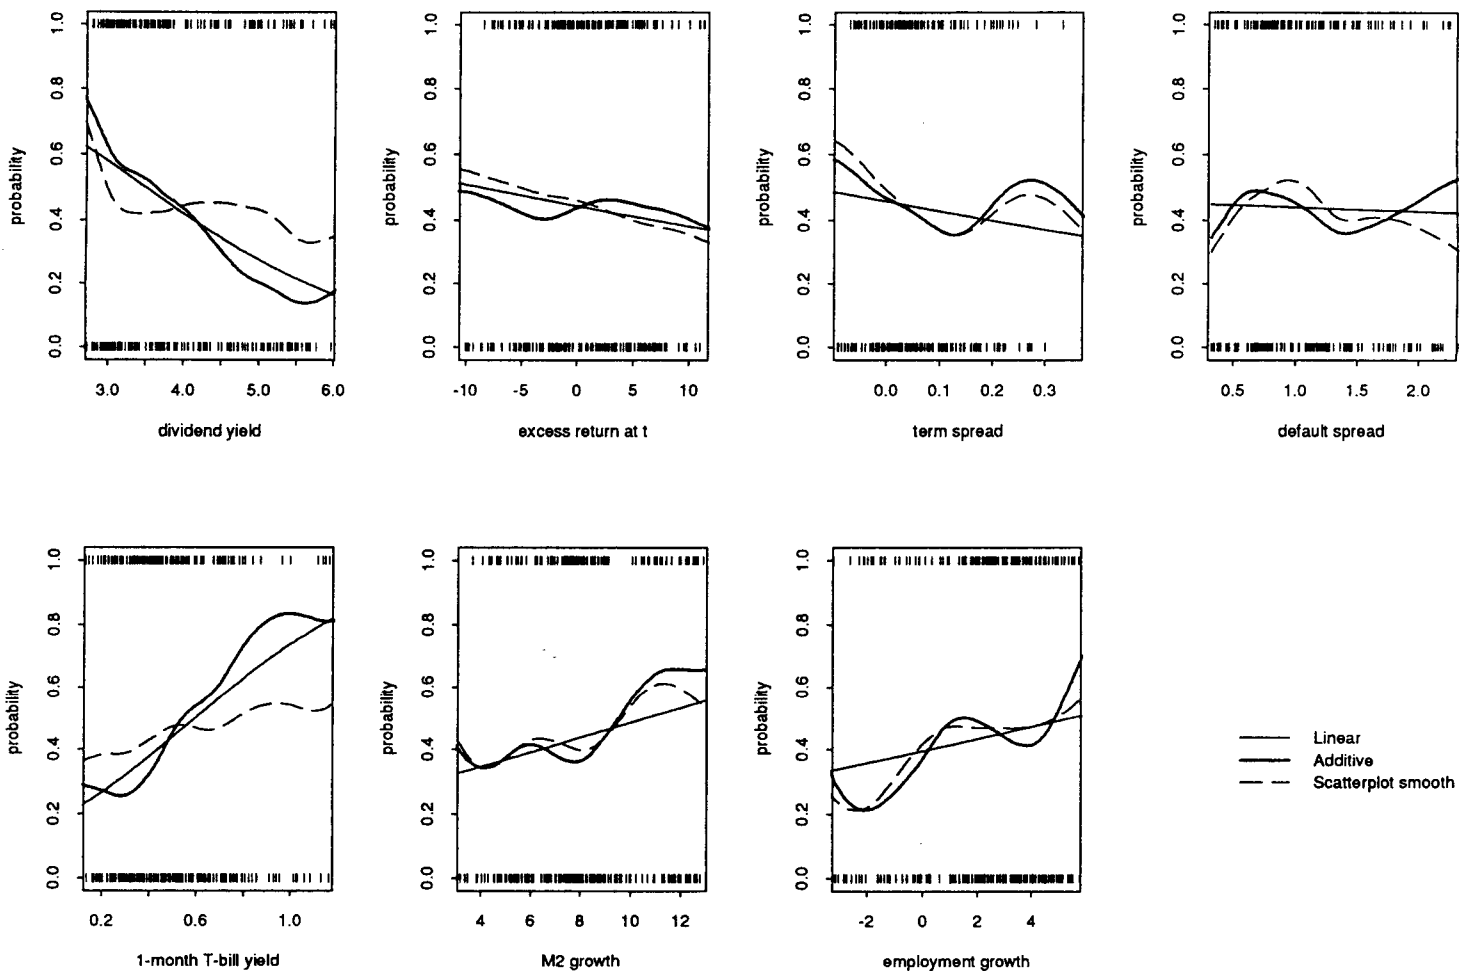 1.0
0.8
0.6
0.4
0.2
0.0
probability
3.0 4.0 5.0 6.0
dividend yield
1.0
0.8
0.6
0.4
0.2
0.0
probability
-10 -5 0 5 10
excess return at t
1.0
0.8
0.6
0.4
0.2
0.0
probability
0.0 0.1 0.2 0.3
term spread
1.0
0.8
0.6
0.4
0.2
0.0
probability
0.5 1.0 1.5 2.0
default spread
1.0
0.8
0.6
0.4
0.2
0.0
probability
0.2 0.6 1.0
1-month T-bill yield
1.0
0.8
0.6
0.4
0.2
0.0
probability
4 6 8 10 12
M2 growth
1.0
0.8
0.6
0.4
0.2
0.0
probability
-2 0 2 4
employment growth
Linear
Additive
Scatterplot smooth